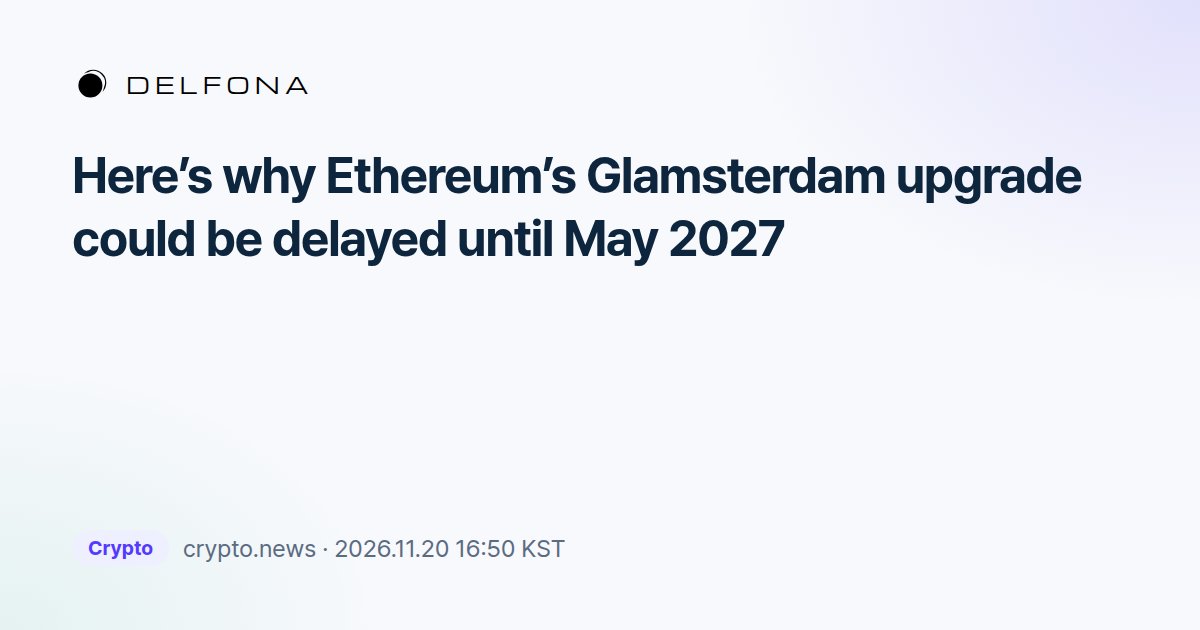 DELFONA
Here’s why Ethereum’s Glamsterdam upgrade
could be delayed until May 2027
Crypto crypto.news · 2026.11.20 16:50 KST